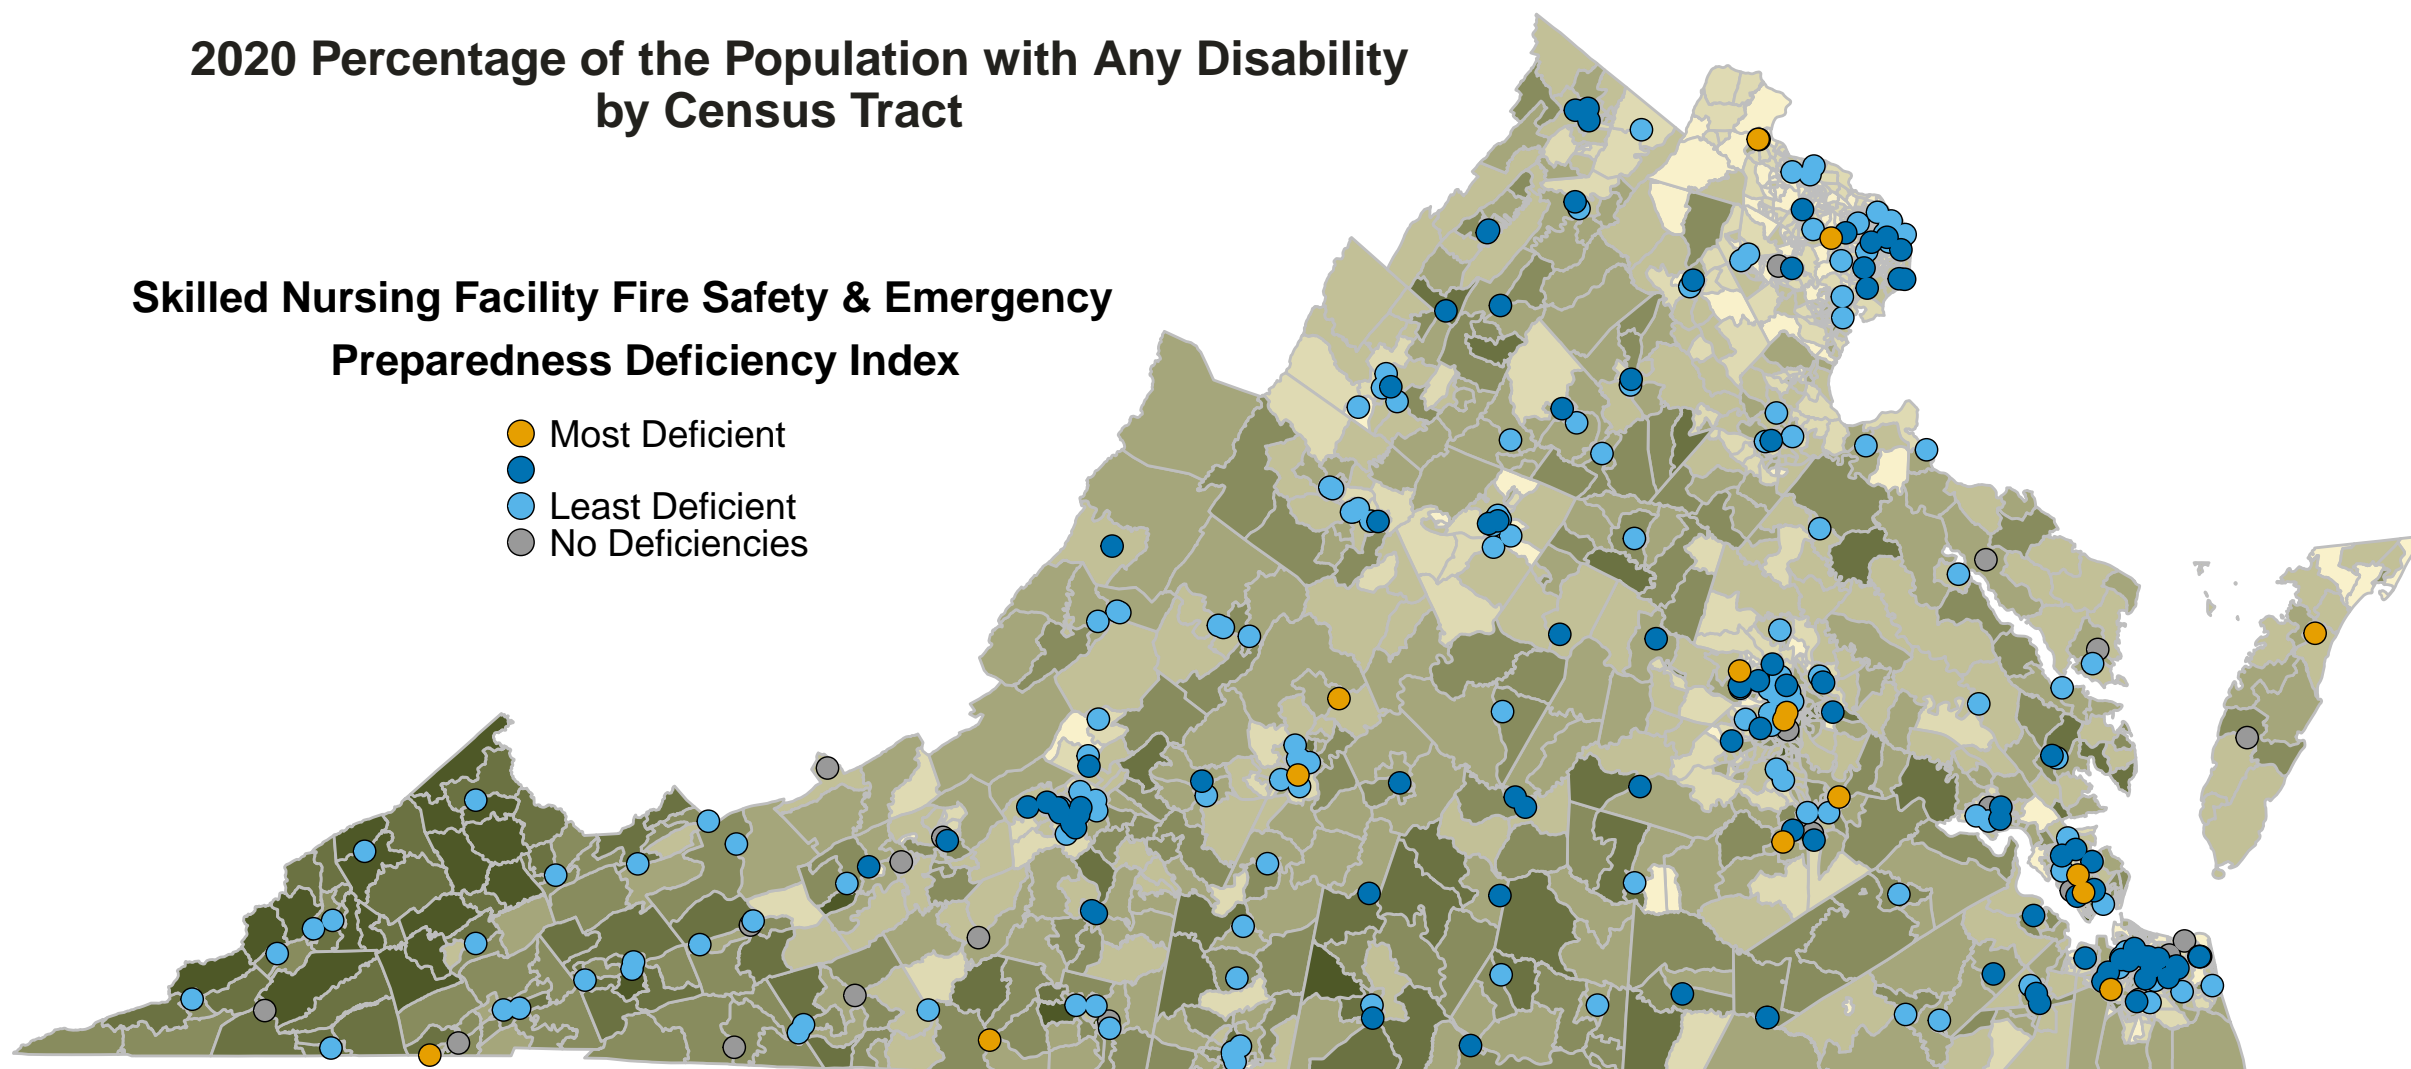 2020 Percentage of the Population with Any Disability
by Census Tract
Skilled Nursing Facility Fire Safety & Emergency
Preparedness Deficiency Index
Most Deficient
Least Deficient
No Deficiencies